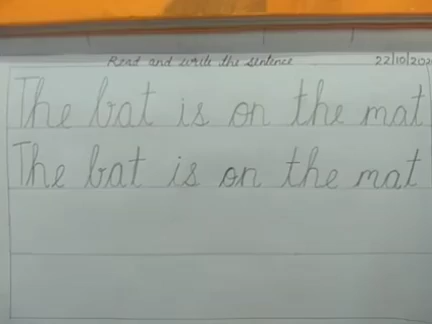 Read and write the sentence 22/10/202
The bat is on the mat
The bat is on the mat